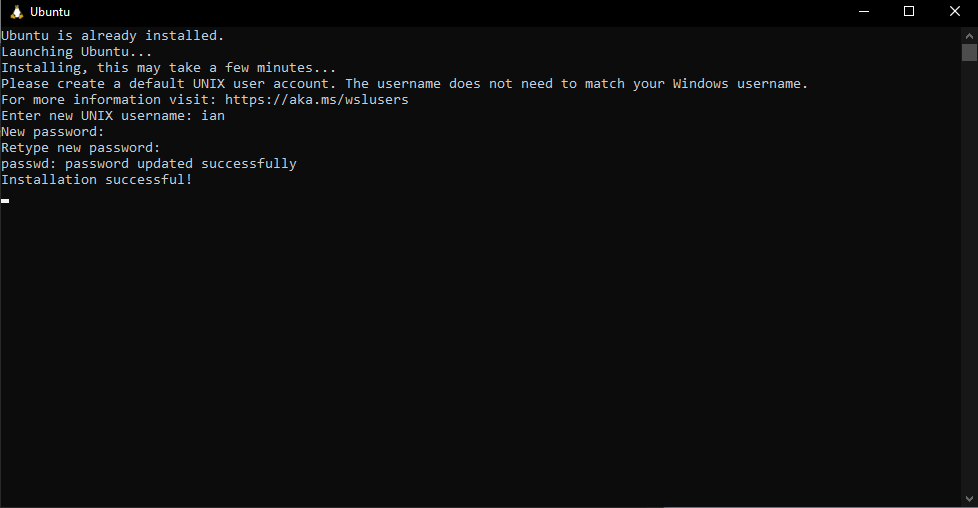 Ubuntu
Ubuntu is already installed.
Launching Ubuntu...
Installing, this may take a few minutes...
Please create a default UNIX user account. The username does not need to match your Windows username.
For more information visit: https://aka.ms/wslusers
Enter new UNIX username: ian
New password:
Retype new password:
passwd: password updated successfully
Installation successful!